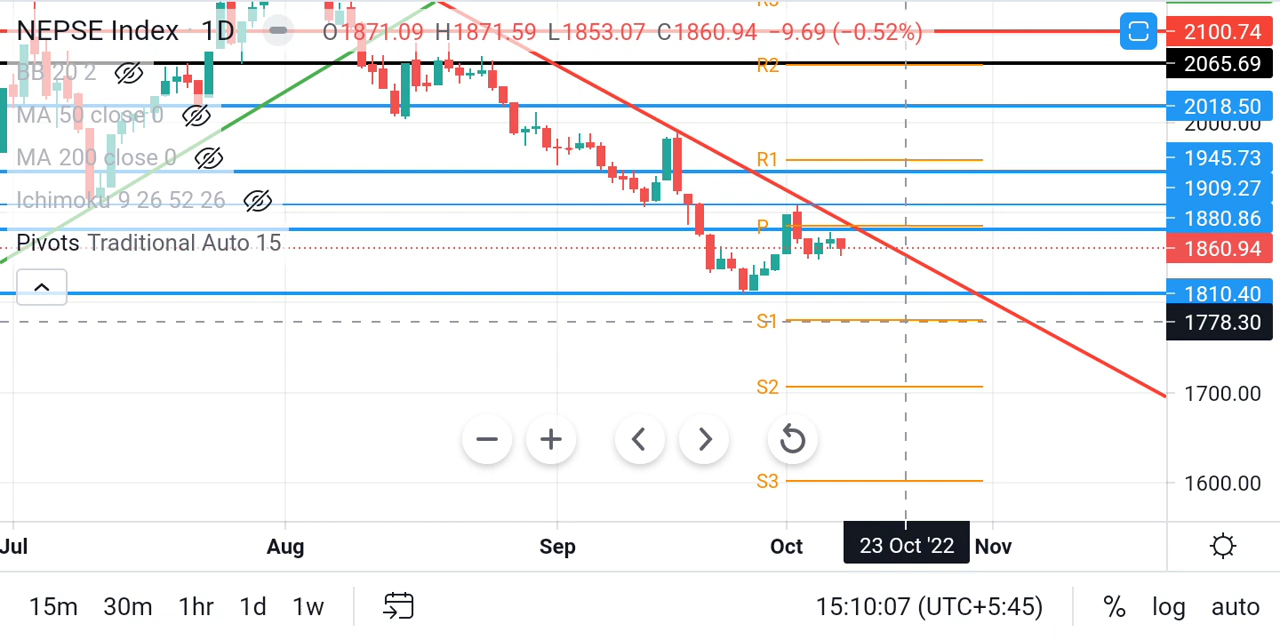 R3
NEPSE Index 1D O1871.09 H1871.59 L1853.07 C1860.94 −9.69 (−0.52%)
2100.74
BB 20 2
R2
2065.69
MA 50 close 0
2018.50
2000.00
MA 200 close 0
R1
1945.73
Ichimoku 9 26 52 26
1909.27
P
1880.86
Pivots Traditional Auto 15
1860.94
1810.40
S1
1778.30
S2
1700.00
S3
1600.00
Jul Aug Sep Oct 23 Oct '22 Nov
15m 30m 1hr 1d 1w 15:10:07 (UTC+5:45) % log auto